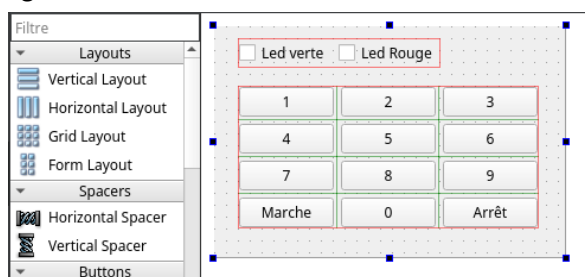 Filtre
Layouts
Vertical Layout
Horizontal Layout
Grid Layout
Form Layout
Spacers
Horizontal Spacer
Vertical Spacer
Buttons
Led verte Led Rouge
1 2 3
4 5 6
7 8 9
Marche 0 Arrêt